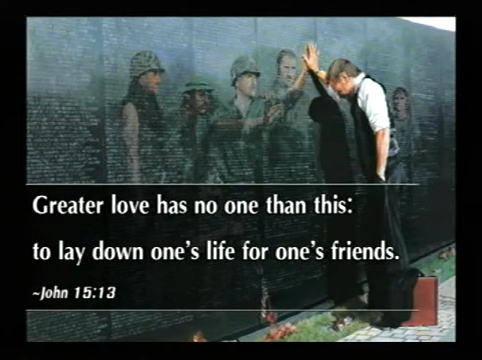 Greater love has no one than this:
to lay down one's life for one's friends.
~John 15:13